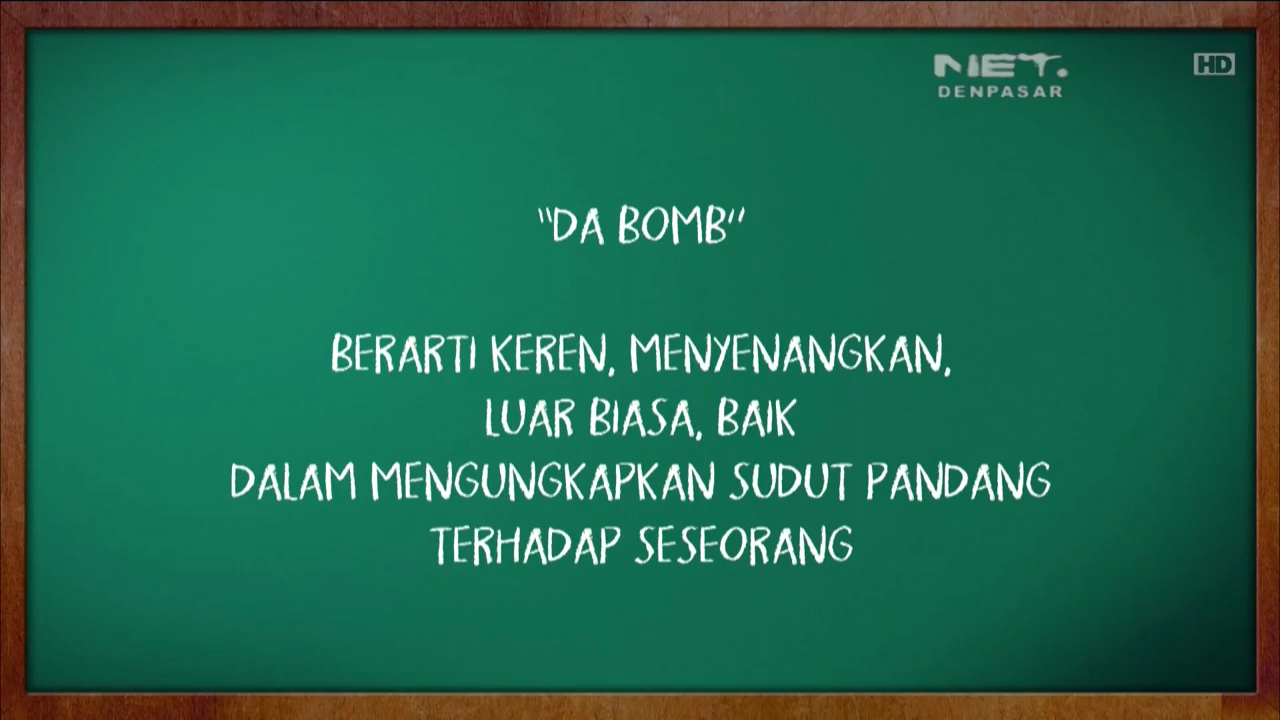 NET.
DENPASAR
HD
"DA BOMB"
BERARTI KEREN, MENYENANGKAN,
LUAR BIASA, BAIK
DALAM MENGUNGKAPKAN SUDUT PANDANG
TERHADAP SESEORANG